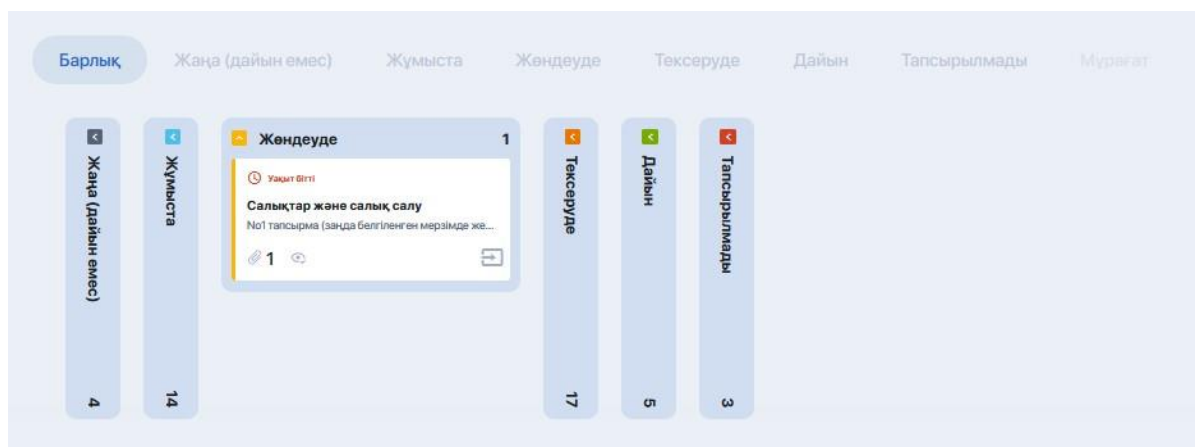 Барлық Жаңа (дайын емес) Жұмыста Жөндеуде Тексеруде Дайын Тапсырылмады Мұрағат
Жаңа (дайын емес)
4
Жұмыста
14
Жөндеуде 1
Уақыт бітті
Салықтар және салық салу
No1 тапсырма (заңда белгіленген мерзімде же...
1
Тексеруде
17
Дайын
5
Тапсырылмады
3